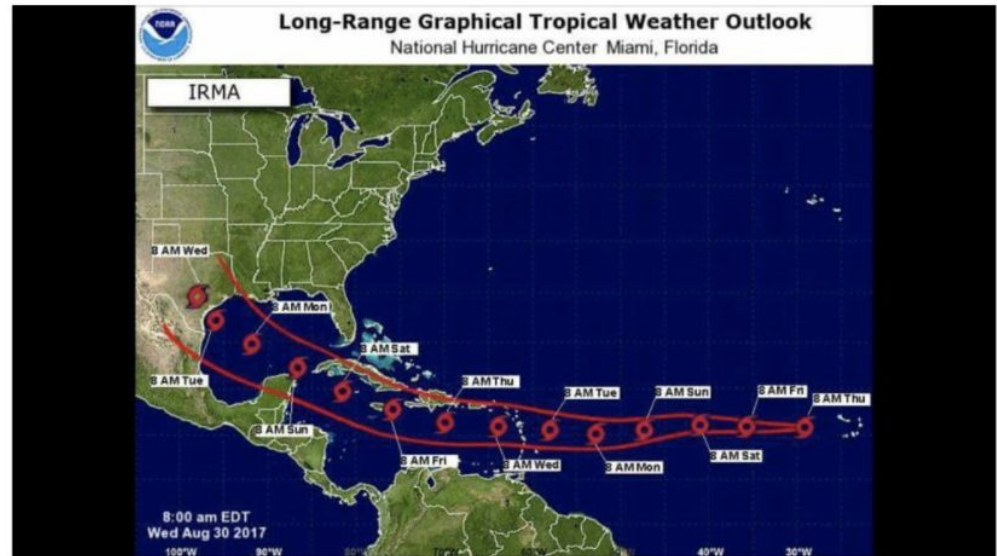 NOAA
Long-Range Graphical Tropical Weather Outlook
National Hurricane Center Miami, Florida
IRMA
8 AM Wed
8 AM Mon
8 AM Sat
8 AM Tue
8 AM Thu
8 AM Tue
8 AM Sun
8 AM Fri
8 AM Thu
8 AM Sun
8 AM Fri
8 AM Wed
8 AM Mon
8 AM Sat
8:00 am EDT
Wed Aug 30 2017
100°W 90°W 80°W 70°W 40°W 30°W